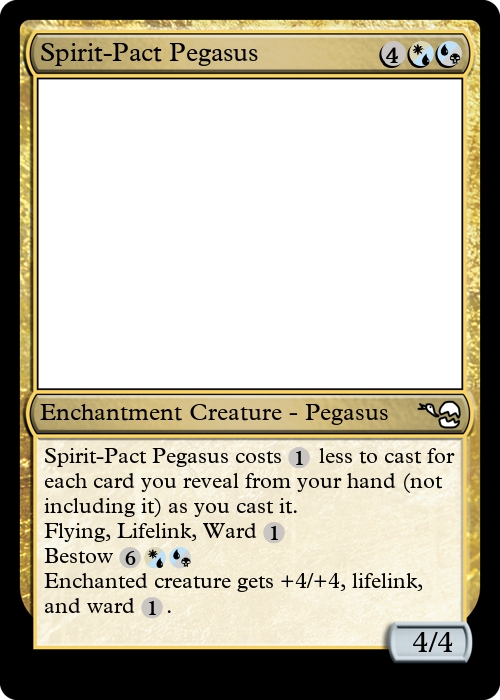 Spirit-Pact Pegasus 4
Enchantment Creature - Pegasus
Spirit-Pact Pegasus costs 1 less to cast for
each card you reveal from your hand (not
including it) as you cast it.
Flying, Lifelink, Ward 1
Bestow 6
Enchanted creature gets +4/+4, lifelink,
and ward 1 .
4/4